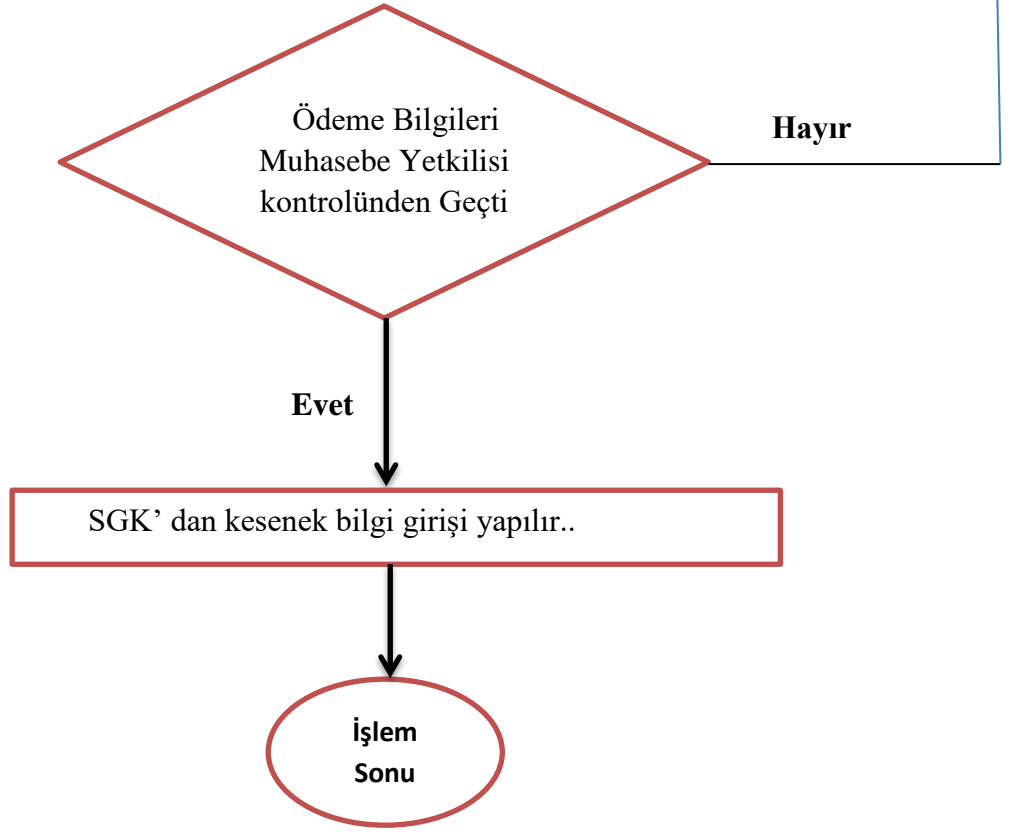 Ödeme Bilgileri
Muhasebe Yetkilisi
kontrolünden Geçti
Hayır
Evet
SGK’ dan kesenek bilgi girişi yapılır..
İşlem
Sonu